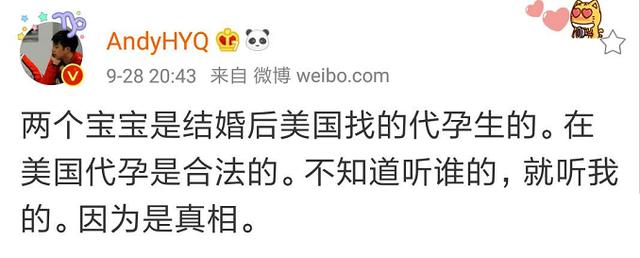 AndyHYQ
9-28 20:43 来自 微博 weibo.com
两个宝宝是结婚后美国找的代孕生的。在
美国代孕是合法的。不知道听谁的，就听我
的。因为是真相。